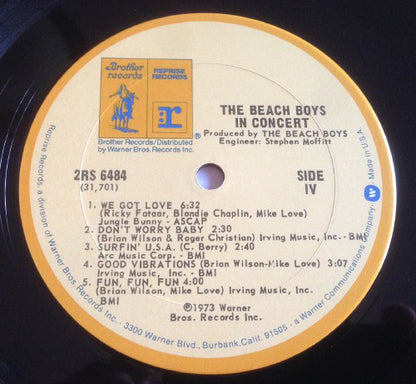 Brother
records
REPRISE
RECORDS
r
Brother Records/Distributed
by Warner Bros. Records Inc.
THE BEACH BOYS
IN CONCERT
Produced by THE BEACH BOYS
Engineer: Stephen Moffitt
2RS 6484
(31,701)
SIDE
IV
1. WE GOT LOVE 6:32
(Ricky Fataar, Blondie Chaplin, Mike Love)
Jungle Bunny - ASCAP
2. DON'T WORRY BABY 2:30
(Brian Wilson & Roger Christian) Irving Music, Inc. - BMI
3. SURFIN' U.S.A. (C. Berry) 2:40
Arc Music Corp. - BMI
4. GOOD VIBRATIONS (Brian Wilson-Mike Love) 3:07
Irving Music, Inc. - BMI
5. FUN, FUN, FUN 4:00
(Brian Wilson, Mike Love) Irving Music, Inc.
BMI
℗1973 Warner
Bros. Records Inc.
Reprise Records, a division of Warner Bros. Records Inc. · 3300 Warner Blvd., Burbank, Calif. 91505 · a Warner Communications Company · Made in U.S.A.